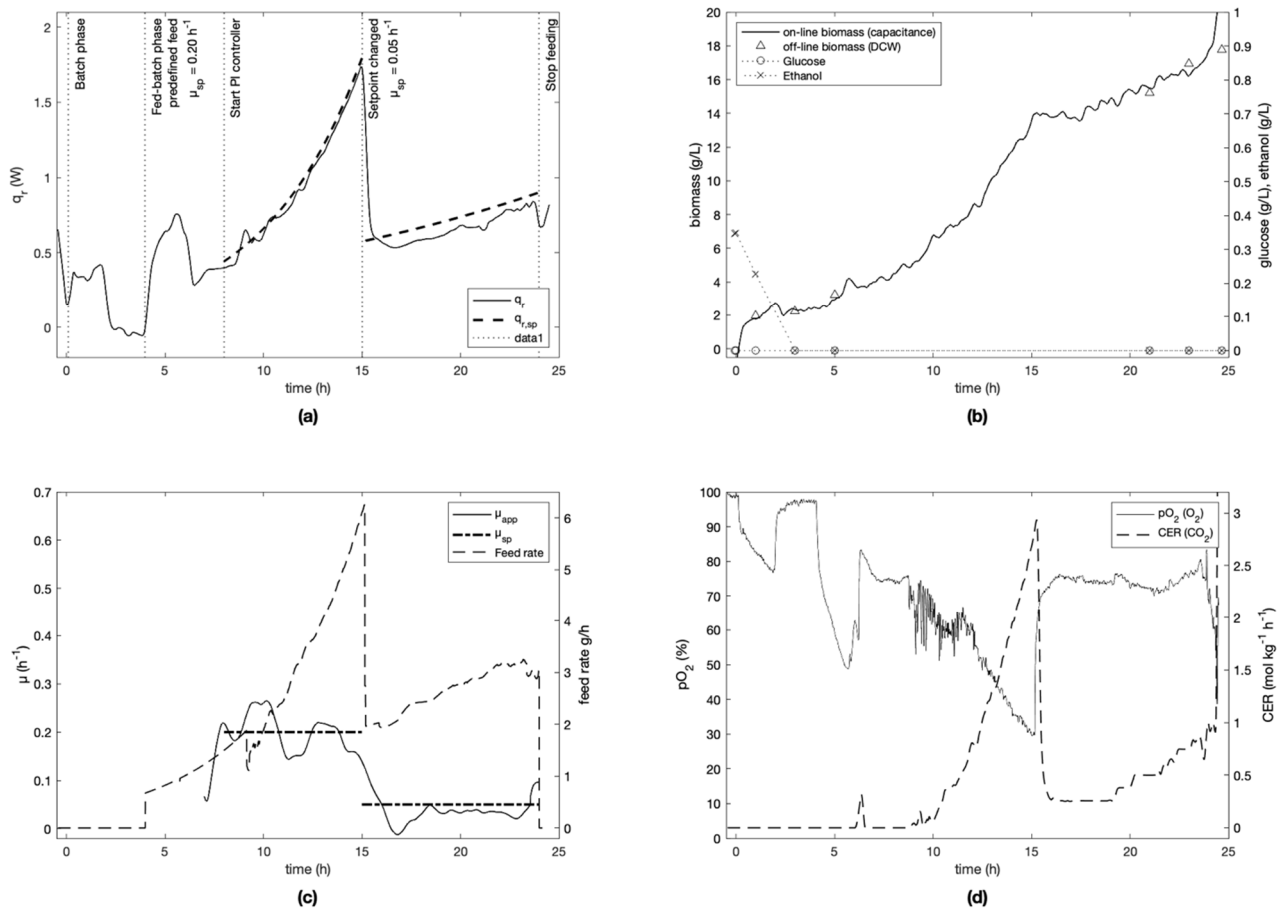 2
1.5
1
0.5
0
q_r (W)
Batch phase
Fed-batch phase
predefined feed
μ_sp = 0.20 h⁻¹
Start PI controller
Setpoint changed
μ_sp = 0.05 h⁻¹
Stop feeding
q_r
q_r,sp
data1
0 5 10 15 20 25
time (h)
(a)
20
18
16
14
12
10
8
6
4
2
0
biomass (g/L)
on-line biomass (capacitance)
off-line biomass (DCW)
Glucose
Ethanol
1
0.9
0.8
0.7
0.6
0.5
0.4
0.3
0.2
0.1
0
glucose (g/L), ethanol (g/L)
0 5 10 15 20 25
time (h)
(b)
0.7
0.6
0.5
0.4
0.3
0.2
0.1
0
μ (h⁻¹)
μ_app
μ_sp
Feed rate
6
5
4
3
2
1
0
feed rate g/h
0 5 10 15 20 25
time (h)
(c)
100
90
80
70
60
50
40
30
20
10
0
pO₂ (%)
pO₂ (O₂)
CER (CO₂)
3
2.5
2
1.5
1
0.5
0
CER (mol kg⁻¹ h⁻¹)
0 5 10 15 20 25
time (h)
(d)